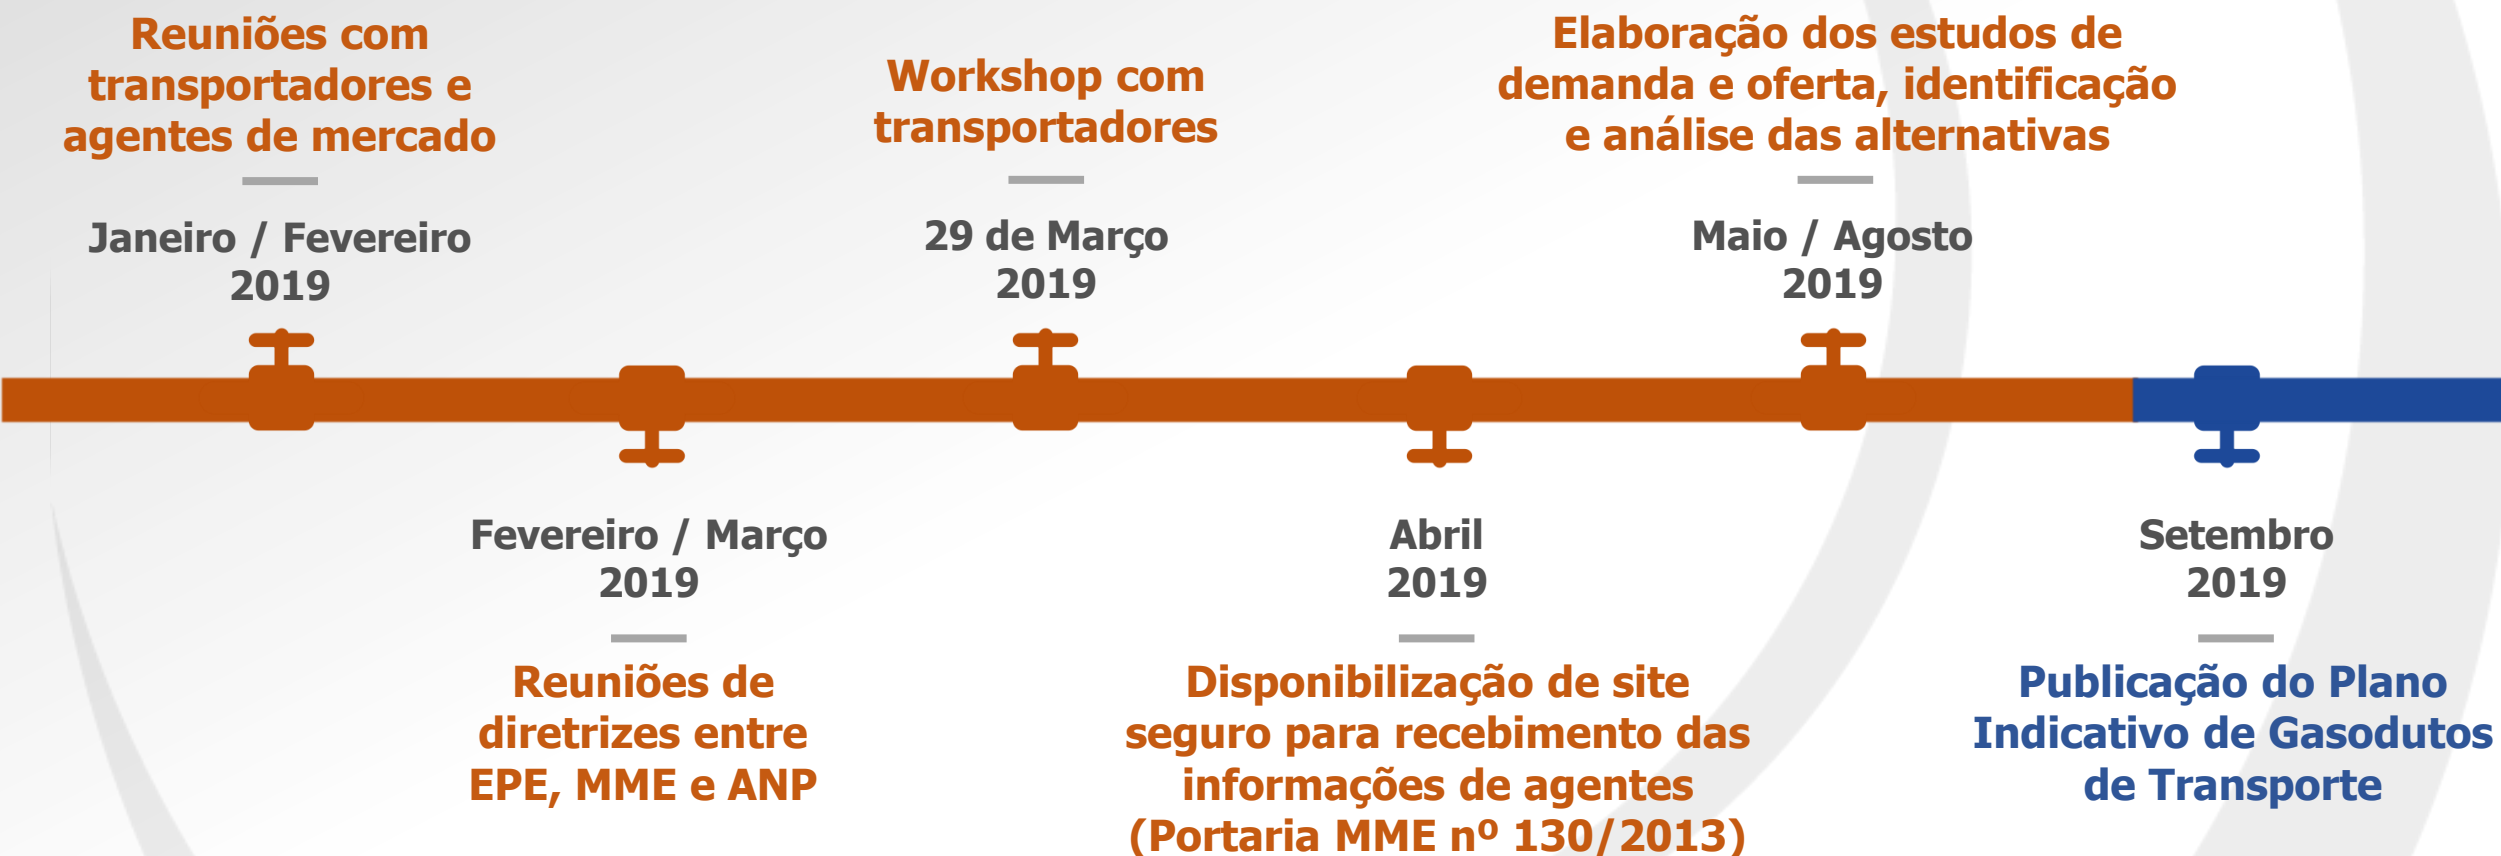 Reuniões com
transportadores e
agentes de mercado
Janeiro / Fevereiro
2019
Fevereiro / Março
2019
Reuniões de
diretrizes entre
EPE, MME e ANP
Workshop com
transportadores
29 de Março
2019
Abril
2019
Disponibilização de site
seguro para recebimento das
informações de agentes
(Portaria MME nº 130/2013)
Elaboração dos estudos de
demanda e oferta, identificação
e análise das alternativas
Maio / Agosto
2019
Setembro
2019
Publicação do Plano
Indicativo de Gasodutos
de Transporte